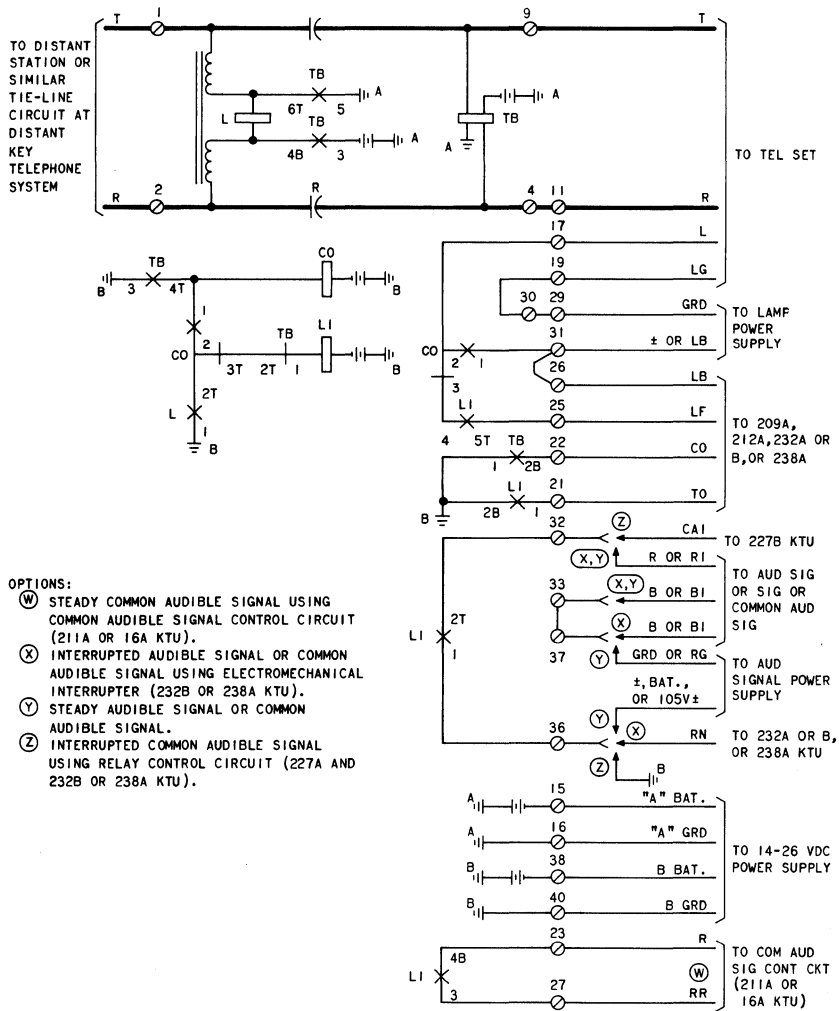 T 1 9 T
TO DISTANT
STATION OR
SIMILAR
TIE-LINE
CIRCUIT AT
DISTANT
KEY
TELEPHONE
SYSTEM
TB
6T 5 A
L
TB
4B 3 A
A
A
TB
TO TEL SET
R 2 R 4 11 R
17 L
19 LG
30 29 GRD
31 ± OR LB
TO LAMP
POWER
SUPPLY
26 LB
CO 2 1
3
LI
4 5T
25 LF
TB
1 2B
22 CO
LI
2B 1
21 TO
B
TO 209A,
212A, 232A OR
B, OR 238A
CO
TB
B 3 4T B
1
CO 2
TB LI
3T 2T 1 B
2T
L
1
B
32 Z CAI
TO 227B KTU
X,Y R OR RI
33 X,Y B OR BI
37 X B OR BI
TO AUD SIG
OR SIG OR
COMMON AUD
SIG
Y GRD OR RG
±, BAT.,
OR 105V±
TO AUD
SIGNAL POWER
SUPPLY
2T
LI
1
Y
36 X RN
TO 232A OR B,
OR 238A KTU
Z B
OPTIONS:
W STEADY COMMON AUDIBLE SIGNAL USING
COMMON AUDIBLE SIGNAL CONTROL CIRCUIT
(211A OR 16A KTU).
X INTERRUPTED AUDIBLE SIGNAL OR COMMON
AUDIBLE SIGNAL USING ELECTROMECHANICAL
INTERRUPTER (232B OR 238A KTU).
Y STEADY AUDIBLE SIGNAL OR COMMON
AUDIBLE SIGNAL.
Z INTERRUPTED COMMON AUDIBLE SIGNAL
USING RELAY CONTROL CIRCUIT (227A AND
232B OR 238A KTU).
A 15 "A" BAT.
A 16 "A" GRD
B 38 B BAT.
B 40 B GRD
TO 14-26 VDC
POWER SUPPLY
23 R
4B
LI
3
W
27 RR
TO COM AUD
SIG CONT CKT
(211A OR
16A KTU)